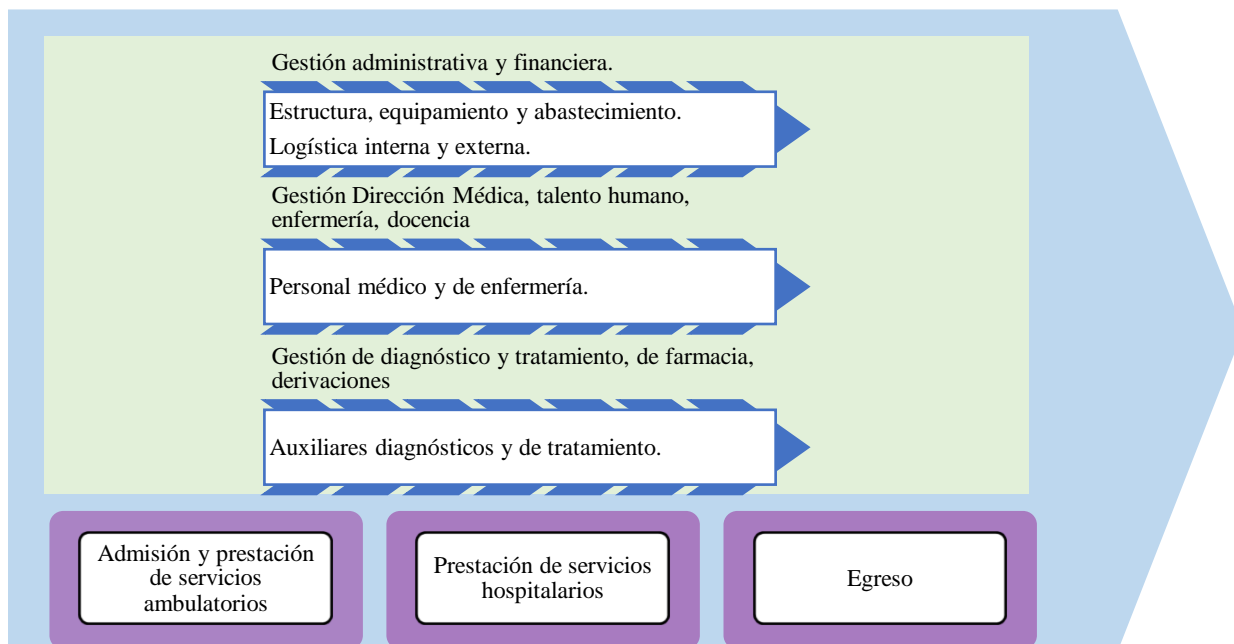 Gestión administrativa y financiera.
Estructura, equipamiento y abastecimiento.
Logística interna y externa.
Gestión Dirección Médica, talento humano,
enfermería, docencia
Personal médico y de enfermería.
Gestión de diagnóstico y tratamiento, de farmacia,
derivaciones
Auxiliares diagnósticos y de tratamiento.
Admisión y prestación
de servicios
ambulatorios
Prestación de servicios
hospitalarios
Egreso